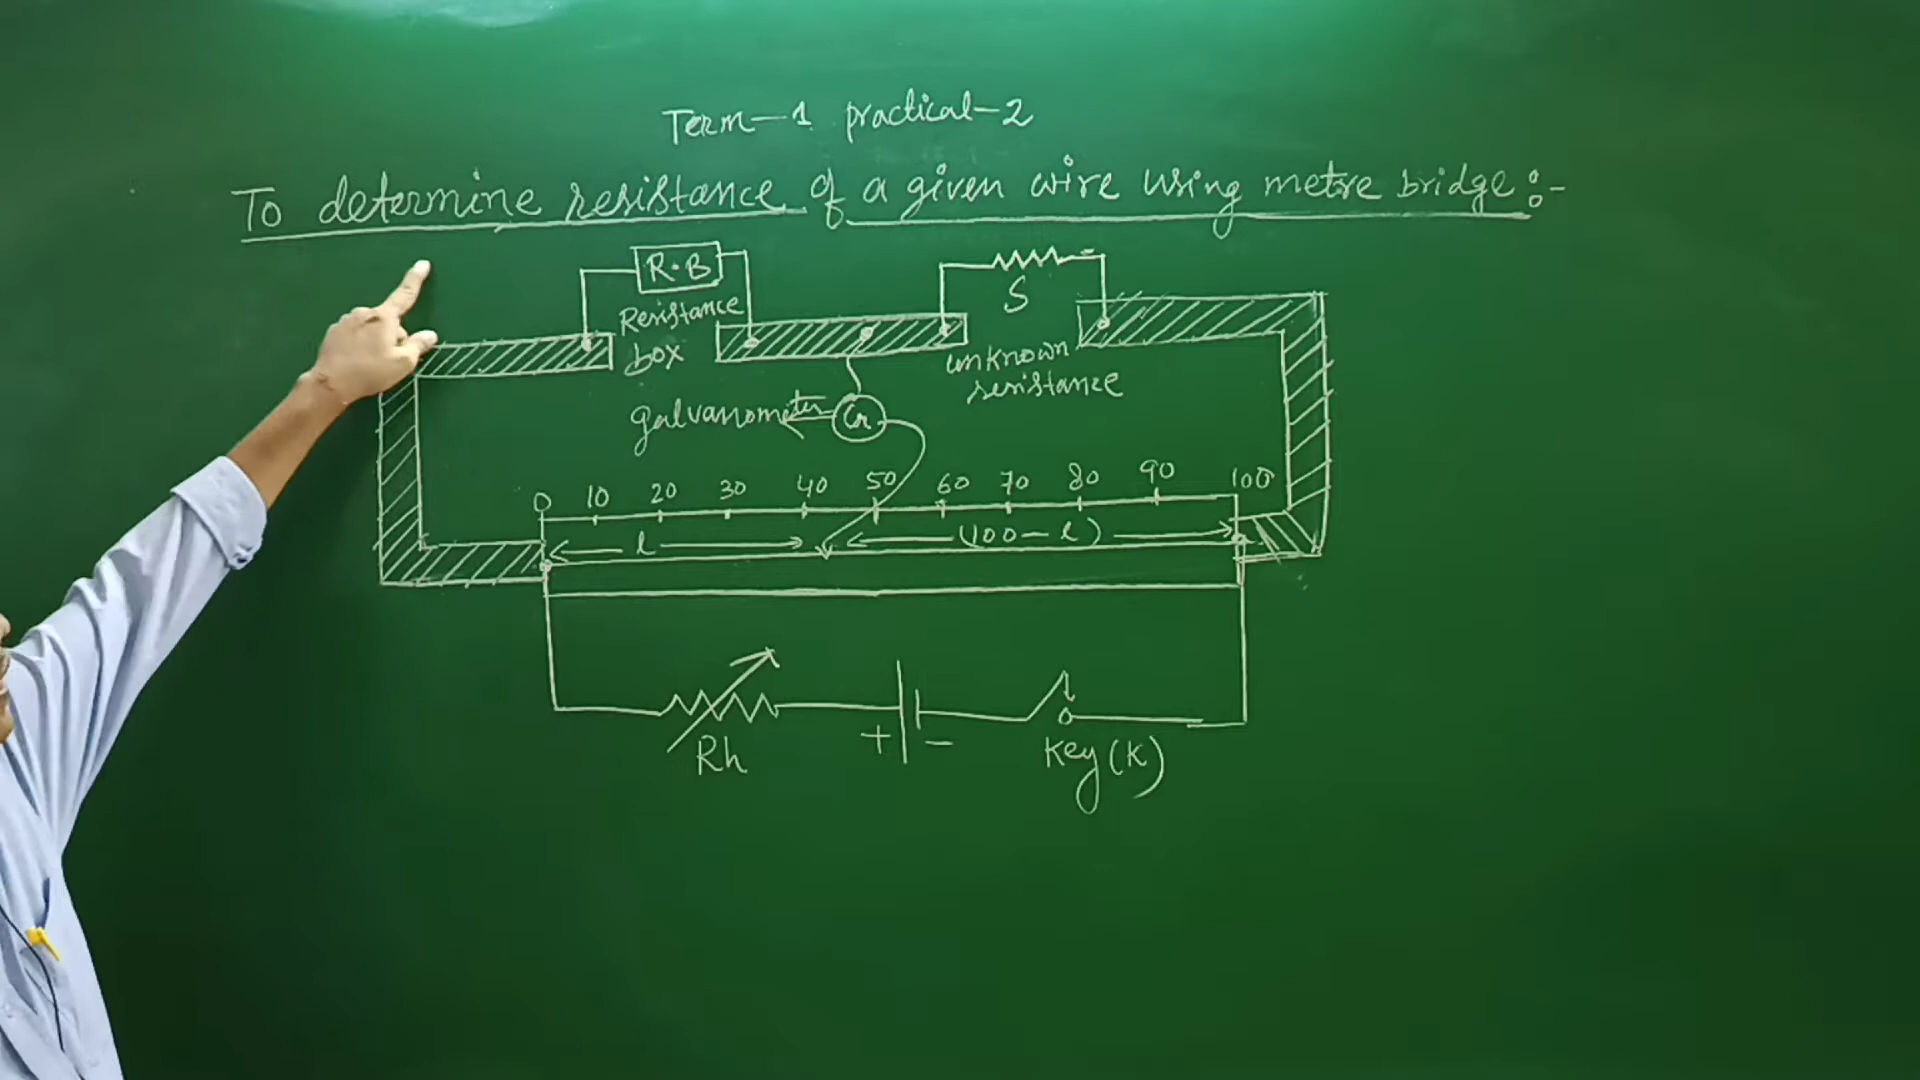 Term-1 practical-2
To determine resistance of a given wire using metre bridge:-
R.B
Resistance
box
S
unknown
resistance
galvanometer
G
0 10 20 30 40 50 60 70 80 90 100
l
(100-l)
Rh
+ -
Key(K)